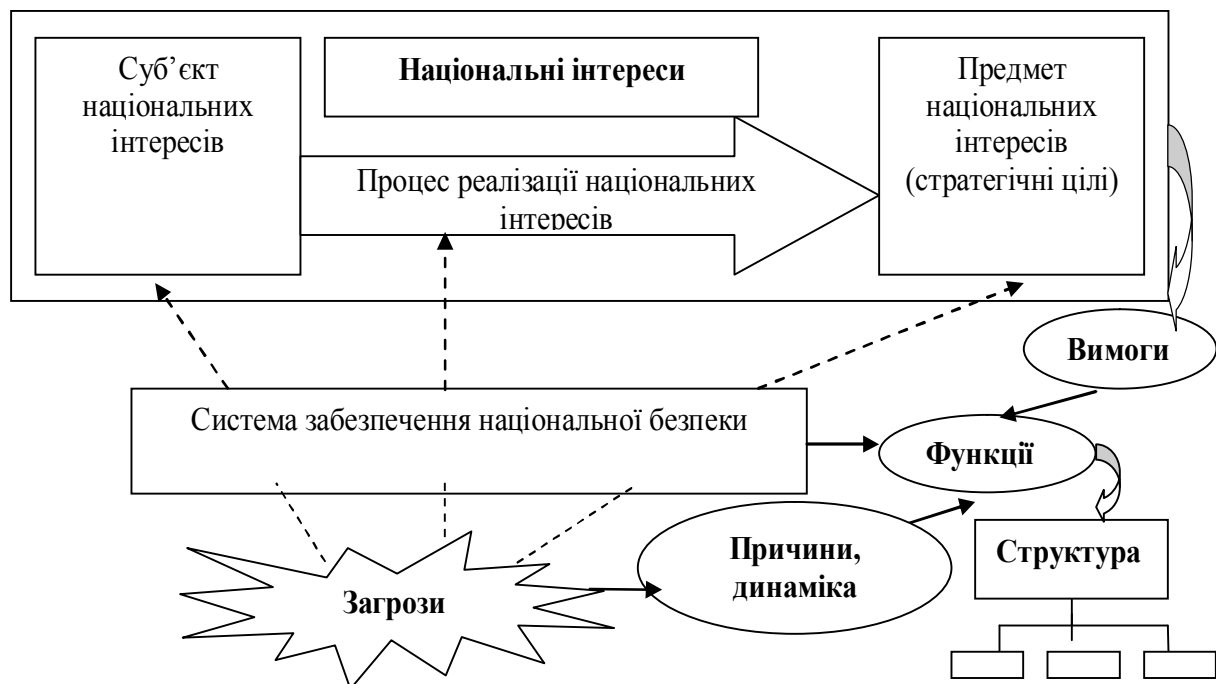 Суб’єкт
національних
інтересів
Національні інтереси
Предмет
національних
інтересів
(стратегічні цілі)
Процес реалізації національних
інтересів
Вимоги
Система забезпечення національної безпеки
Функції
Причини,
динаміка
Структура
Загрози